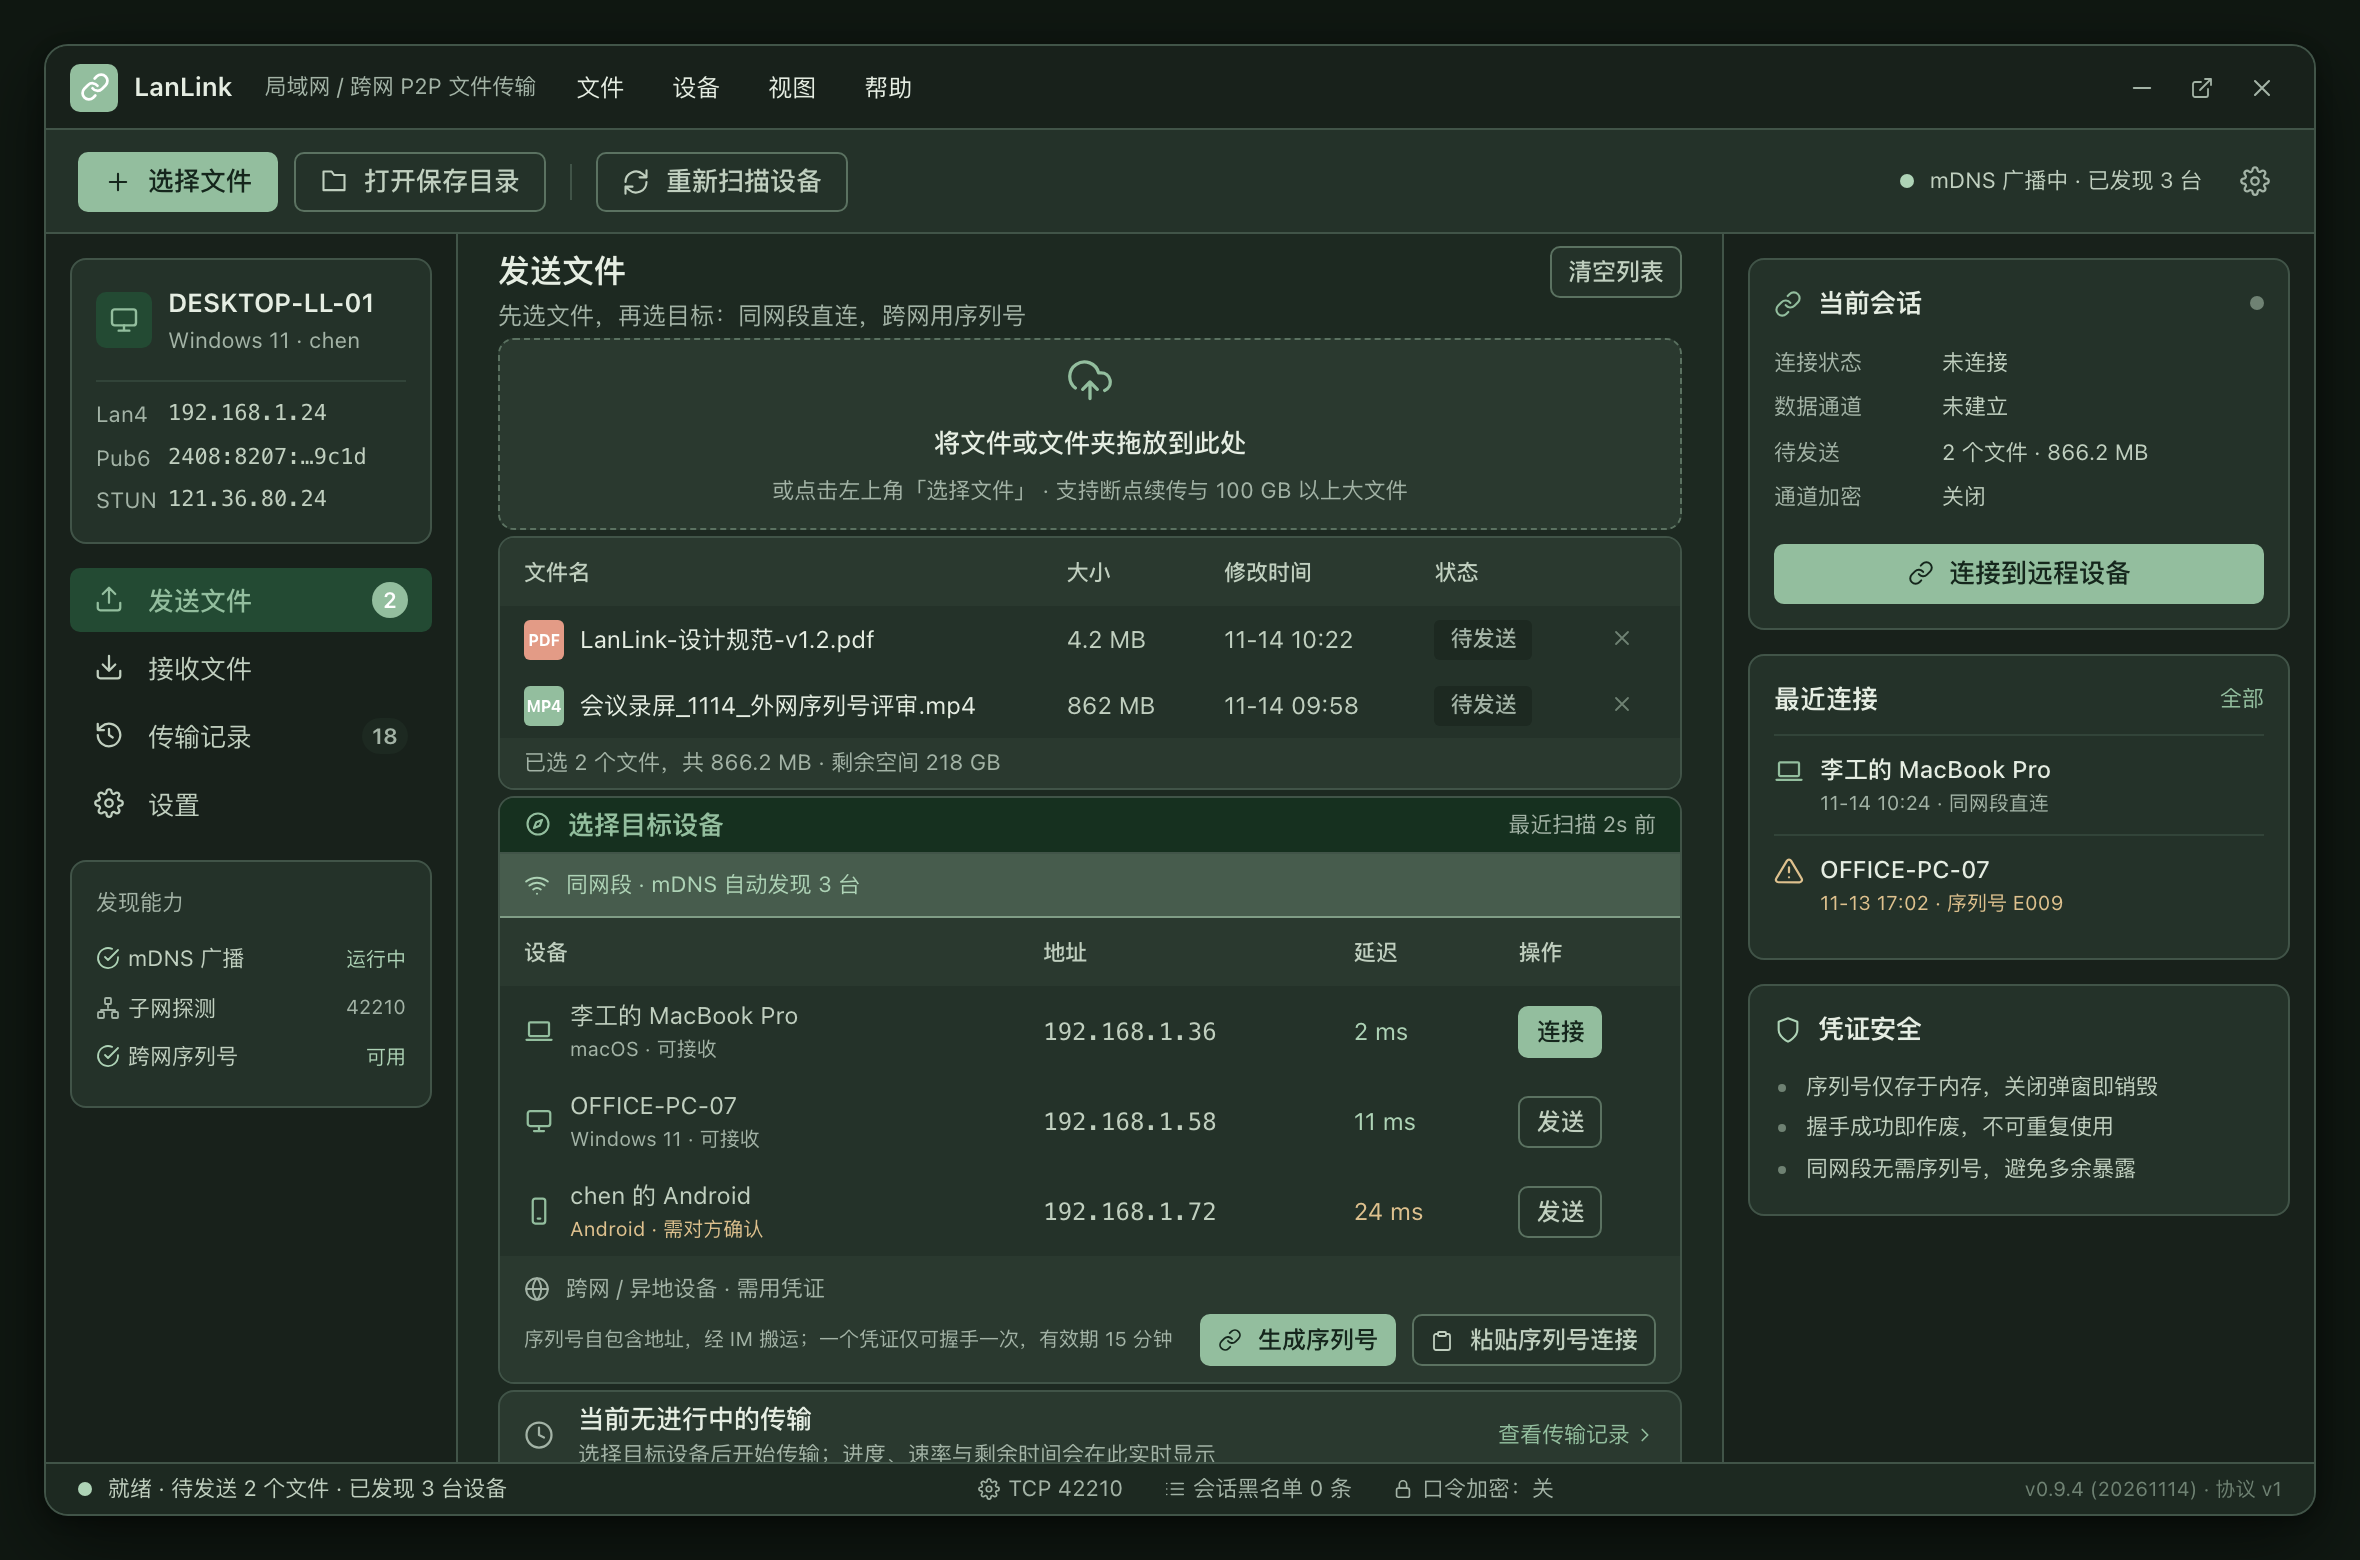 LanLink 局域网 / 跨网 P2P 文件传输 文件 设备 视图 帮助
选择文件 打开保存目录 重新扫描设备 mDNS 广播中 · 已发现 3 台
DESKTOP-LL-01
Windows 11 · chen
Lan4 192.168.1.24
Pub6 2408:8207:…9c1d
STUN 121.36.80.24
发送文件 2
接收文件
传输记录 18
设置
发现能力
mDNS 广播 运行中
子网探测 42210
跨网序列号 可用
发送文件 清空列表
先选文件，再选目标：同网段直连，跨网用序列号
将文件或文件夹拖放到此处
或点击左上角「选择文件」 · 支持断点续传与 100 GB 以上大文件
文件名 大小 修改时间 状态
PDF LanLink-设计规范-v1.2.pdf 4.2 MB 11-14 10:22 待发送
MP4 会议录屏_1114_外网序列号评审.mp4 862 MB 11-14 09:58 待发送
已选 2 个文件，共 866.2 MB · 剩余空间 218 GB
选择目标设备 最近扫描 2s 前
同网段 · mDNS 自动发现 3 台
设备 地址 延迟 操作
李工的 MacBook Pro 192.168.1.36 2 ms 连接
macOS · 可接收
OFFICE-PC-07 192.168.1.58 11 ms 发送
Windows 11 · 可接收
chen 的 Android 192.168.1.72 24 ms 发送
Android · 需对方确认
跨网 / 异地设备 · 需用凭证
序列号自包含地址，经 IM 搬运；一个凭证仅可握手一次，有效期 15 分钟 生成序列号 粘贴序列号连接
当前无进行中的传输 查看传输记录
选择目标设备后开始传输；进度、速率与剩余时间会在此实时显示
当前会话
连接状态 未连接
数据通道 未建立
待发送 2 个文件 · 866.2 MB
通道加密 关闭
连接到远程设备
最近连接 全部
李工的 MacBook Pro
11-14 10:24 · 同网段直连
OFFICE-PC-07
11-13 17:02 · 序列号 E009
凭证安全
序列号仅存于内存，关闭弹窗即销毁
握手成功即作废，不可重复使用
同网段无需序列号，避免多余暴露
就绪 · 待发送 2 个文件 · 已发现 3 台设备 TCP 42210 会话黑名单 0 条 口令加密：关 v0.9.4 (20261114) · 协议 v1